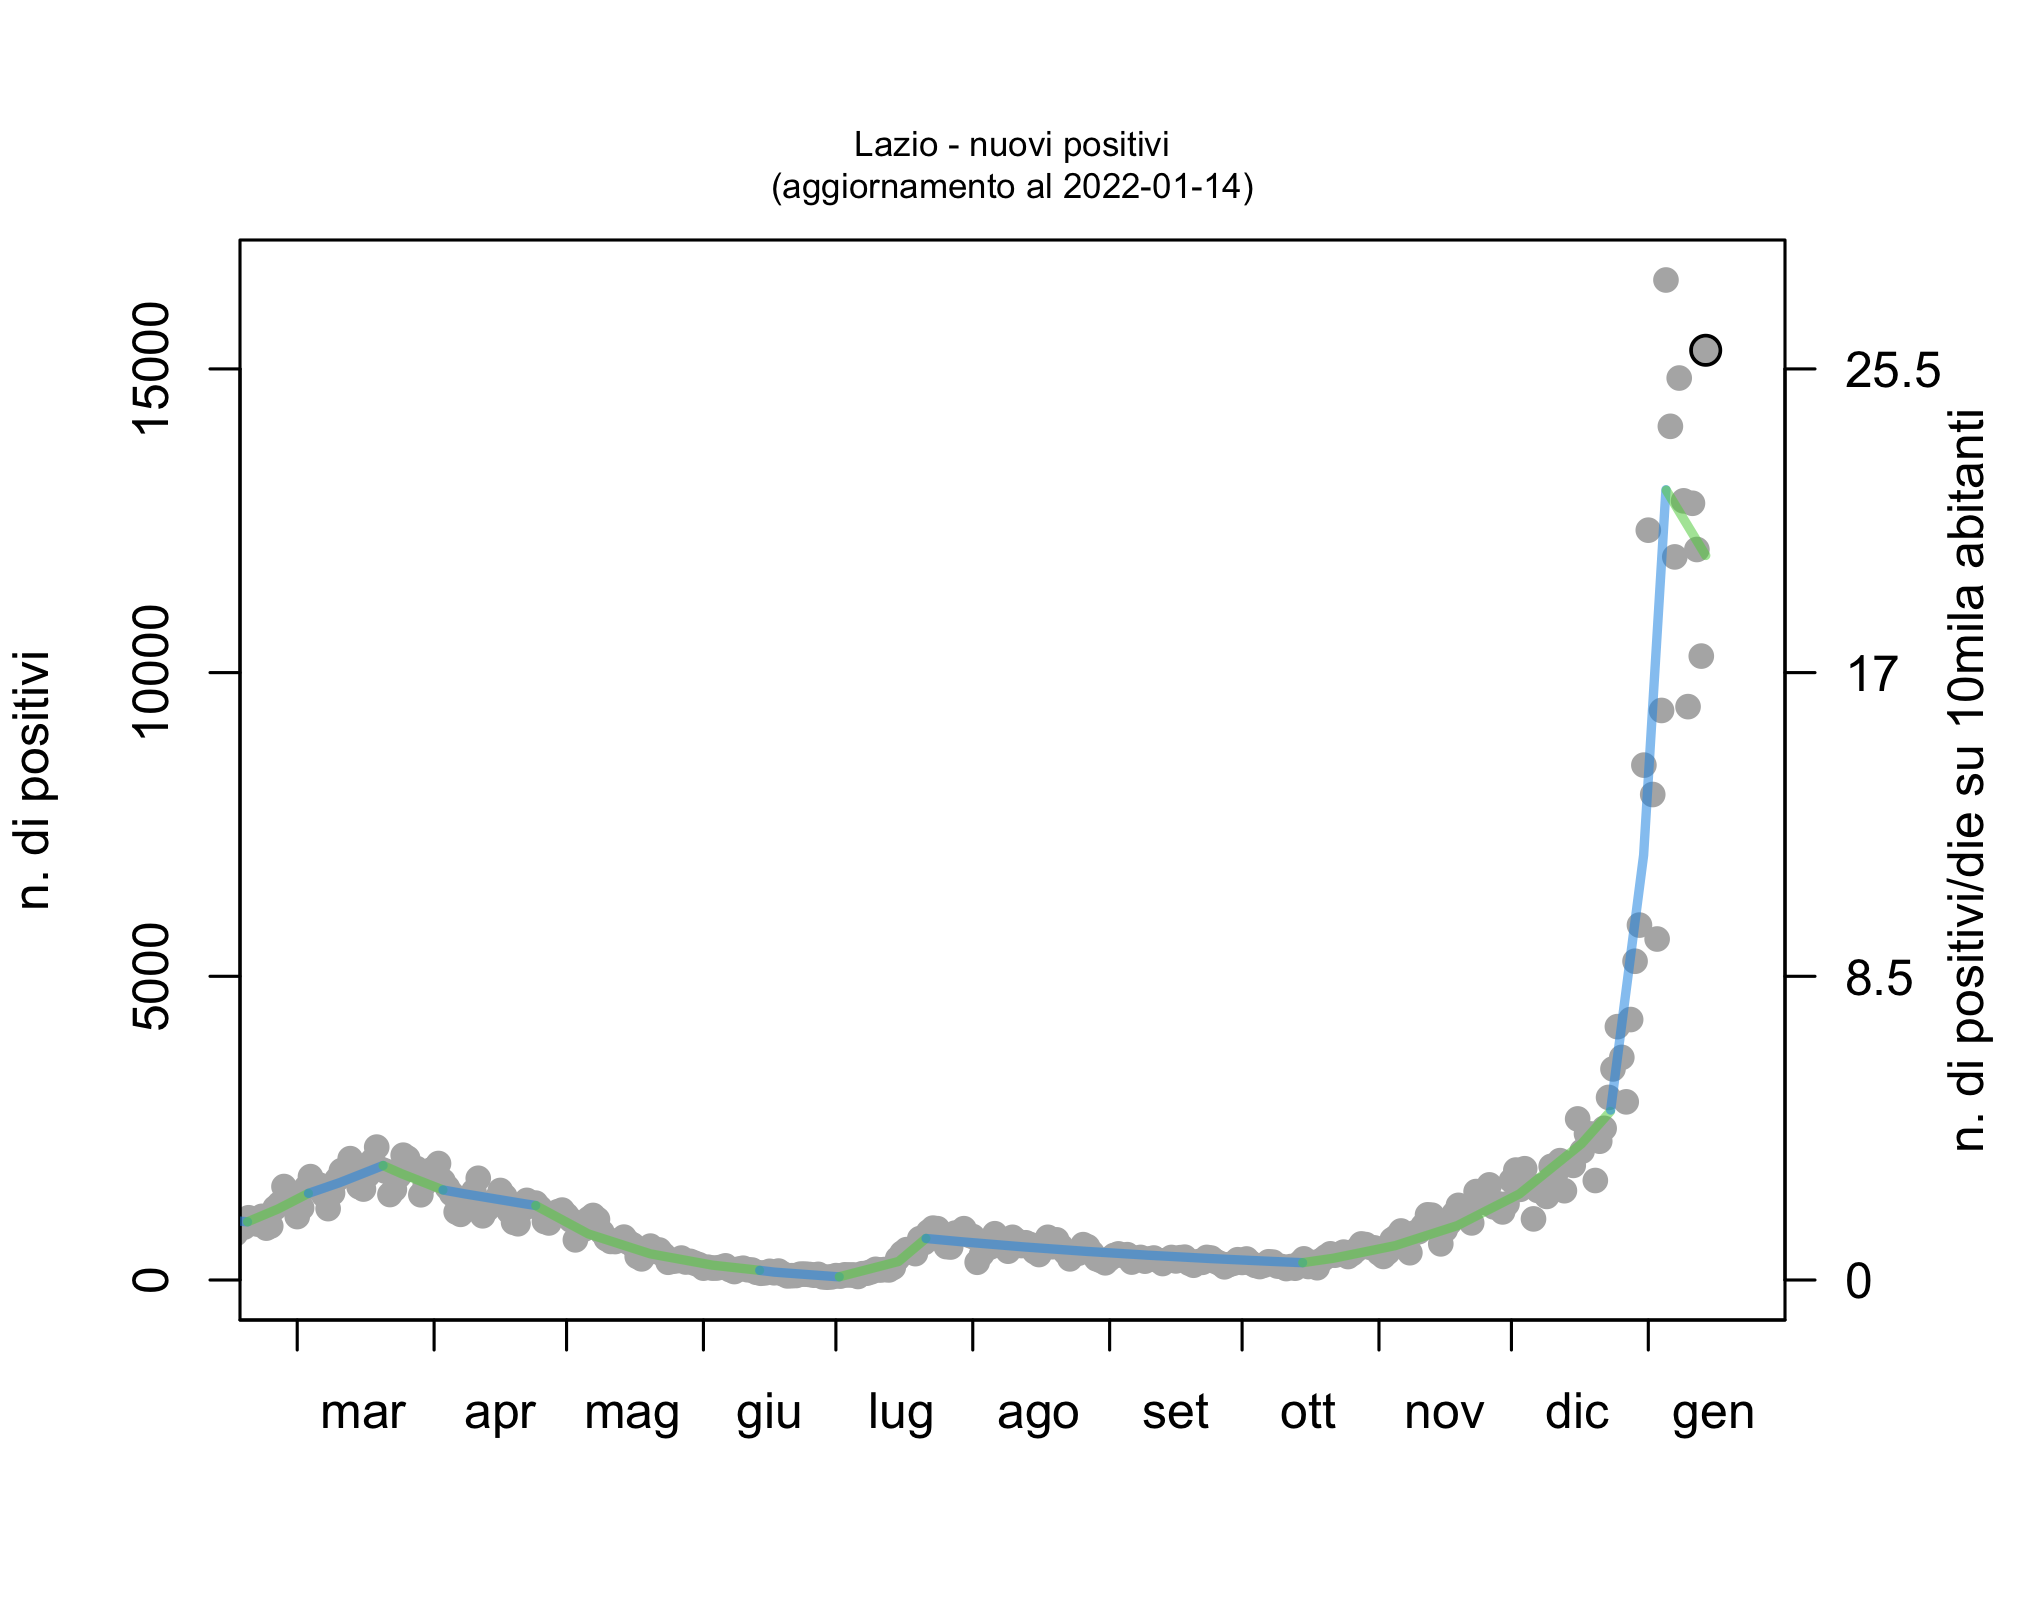 Lazio - nuovi positivi
(aggiornamento al 2022-01-14)
n. di positivi
15000
10000
5000
0
25.5
17
8.5
0
n. di positivi/die su 10mila abitanti
mar apr mag giu lug ago set ott nov dic gen